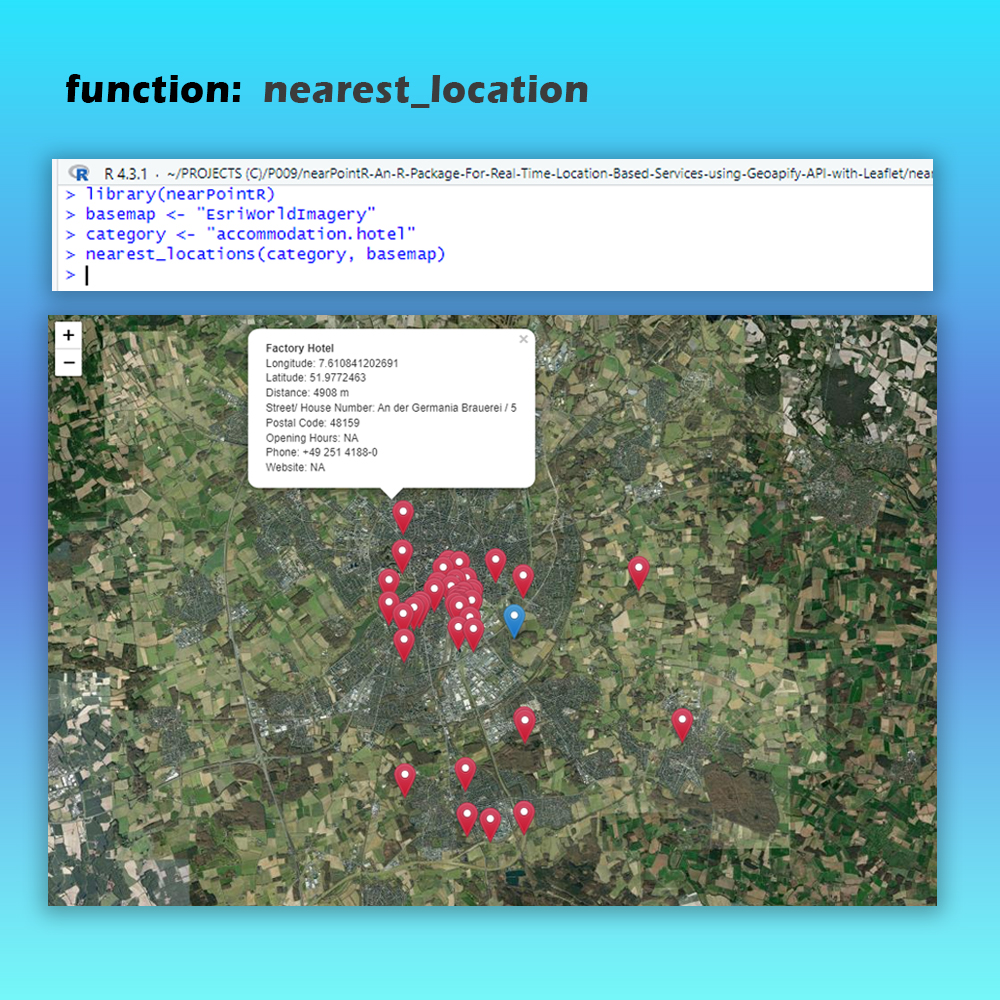 function: nearest_location
R R 4.3.1 · ~/PROJECTS (C)/P009/nearPointR-An-R-Package-For-Real-Time-Location-Based-Services-using-Geoapify-API-with-Leaflet/near
> library(nearPointR)
> basemap <- "EsriWorldImagery"
> category <- "accommodation.hotel"
> nearest_locations(category, basemap)
>
+
−
×
Factory Hotel
Longitude: 7.610841202691
Latitude: 51.9772463
Distance: 4908 m
Street/ House Number: An der Germania Brauerei / 5
Postal Code: 48159
Opening Hours: NA
Phone: +49 251 4188-0
Website: NA